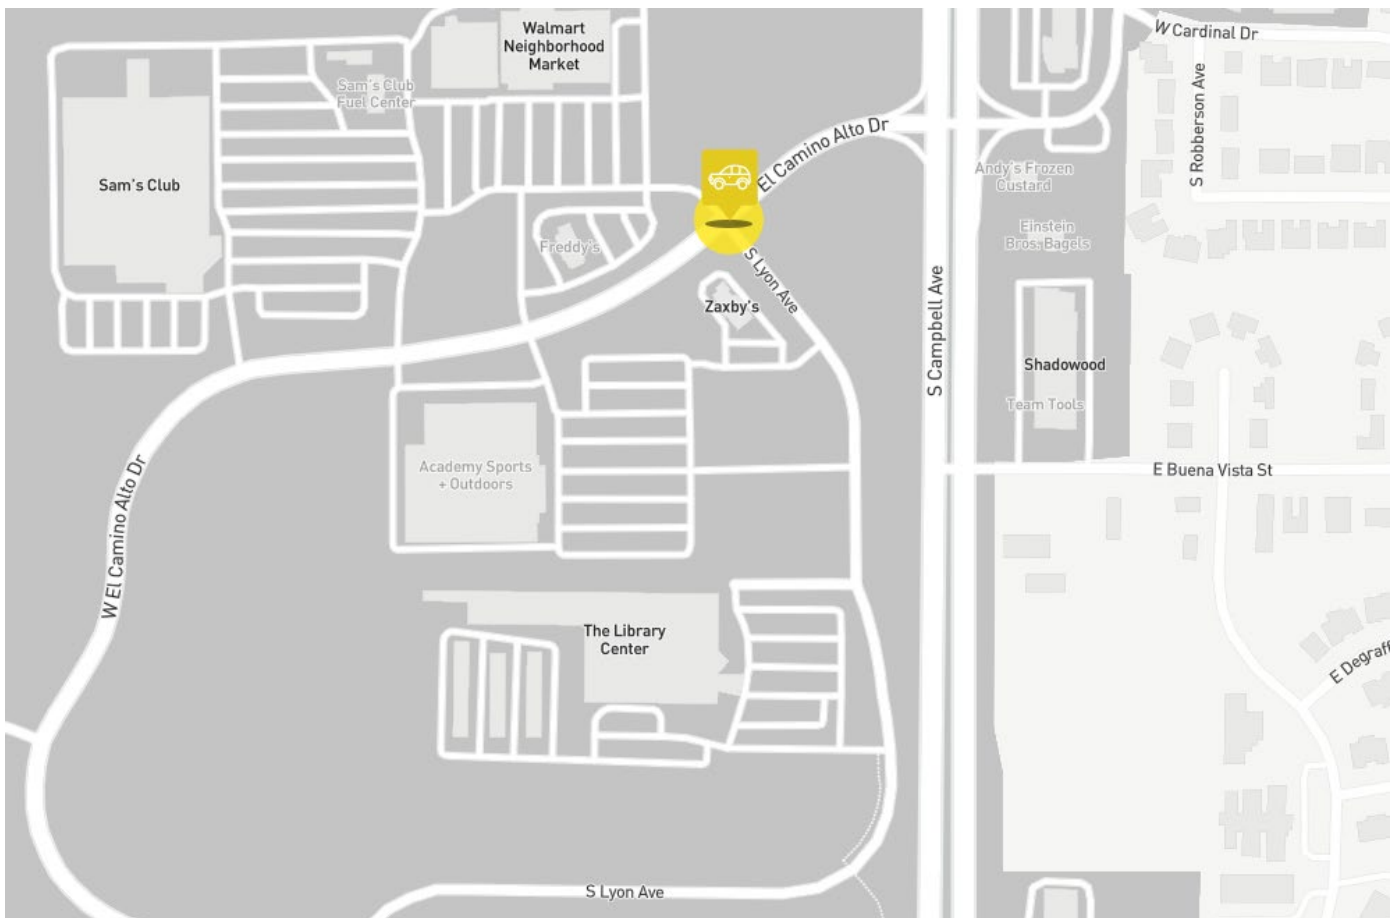 Walmart
Neighborhood
Market
W Cardinal Dr
Sam's Club
Fuel Center
S Robberson Ave
El Camino Alto Dr
Sam's Club
Andy's Frozen
Custard
Freddy's
Einstein
Bros. Bagels
S Lyon Ave
Zaxby's
S Campbell Ave
Shadowood
Team Tools
Academy Sports
+ Outdoors
E Buena Vista St
W El Camino Alto Dr
The Library
Center
E Degraff
S Lyon Ave